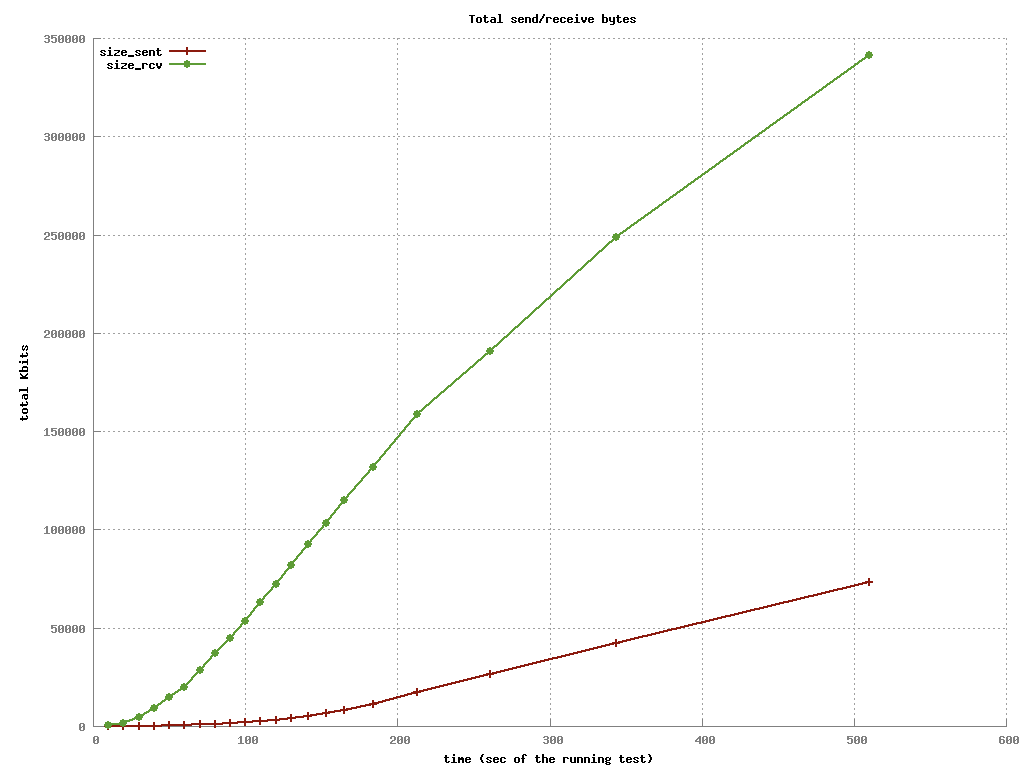 Total send/receive bytes
350000
size_sent
size_rcv
300000
250000
200000
total Kbits
150000
100000
50000
0
0 100 200 300 400 500 600
time (sec of the running test)